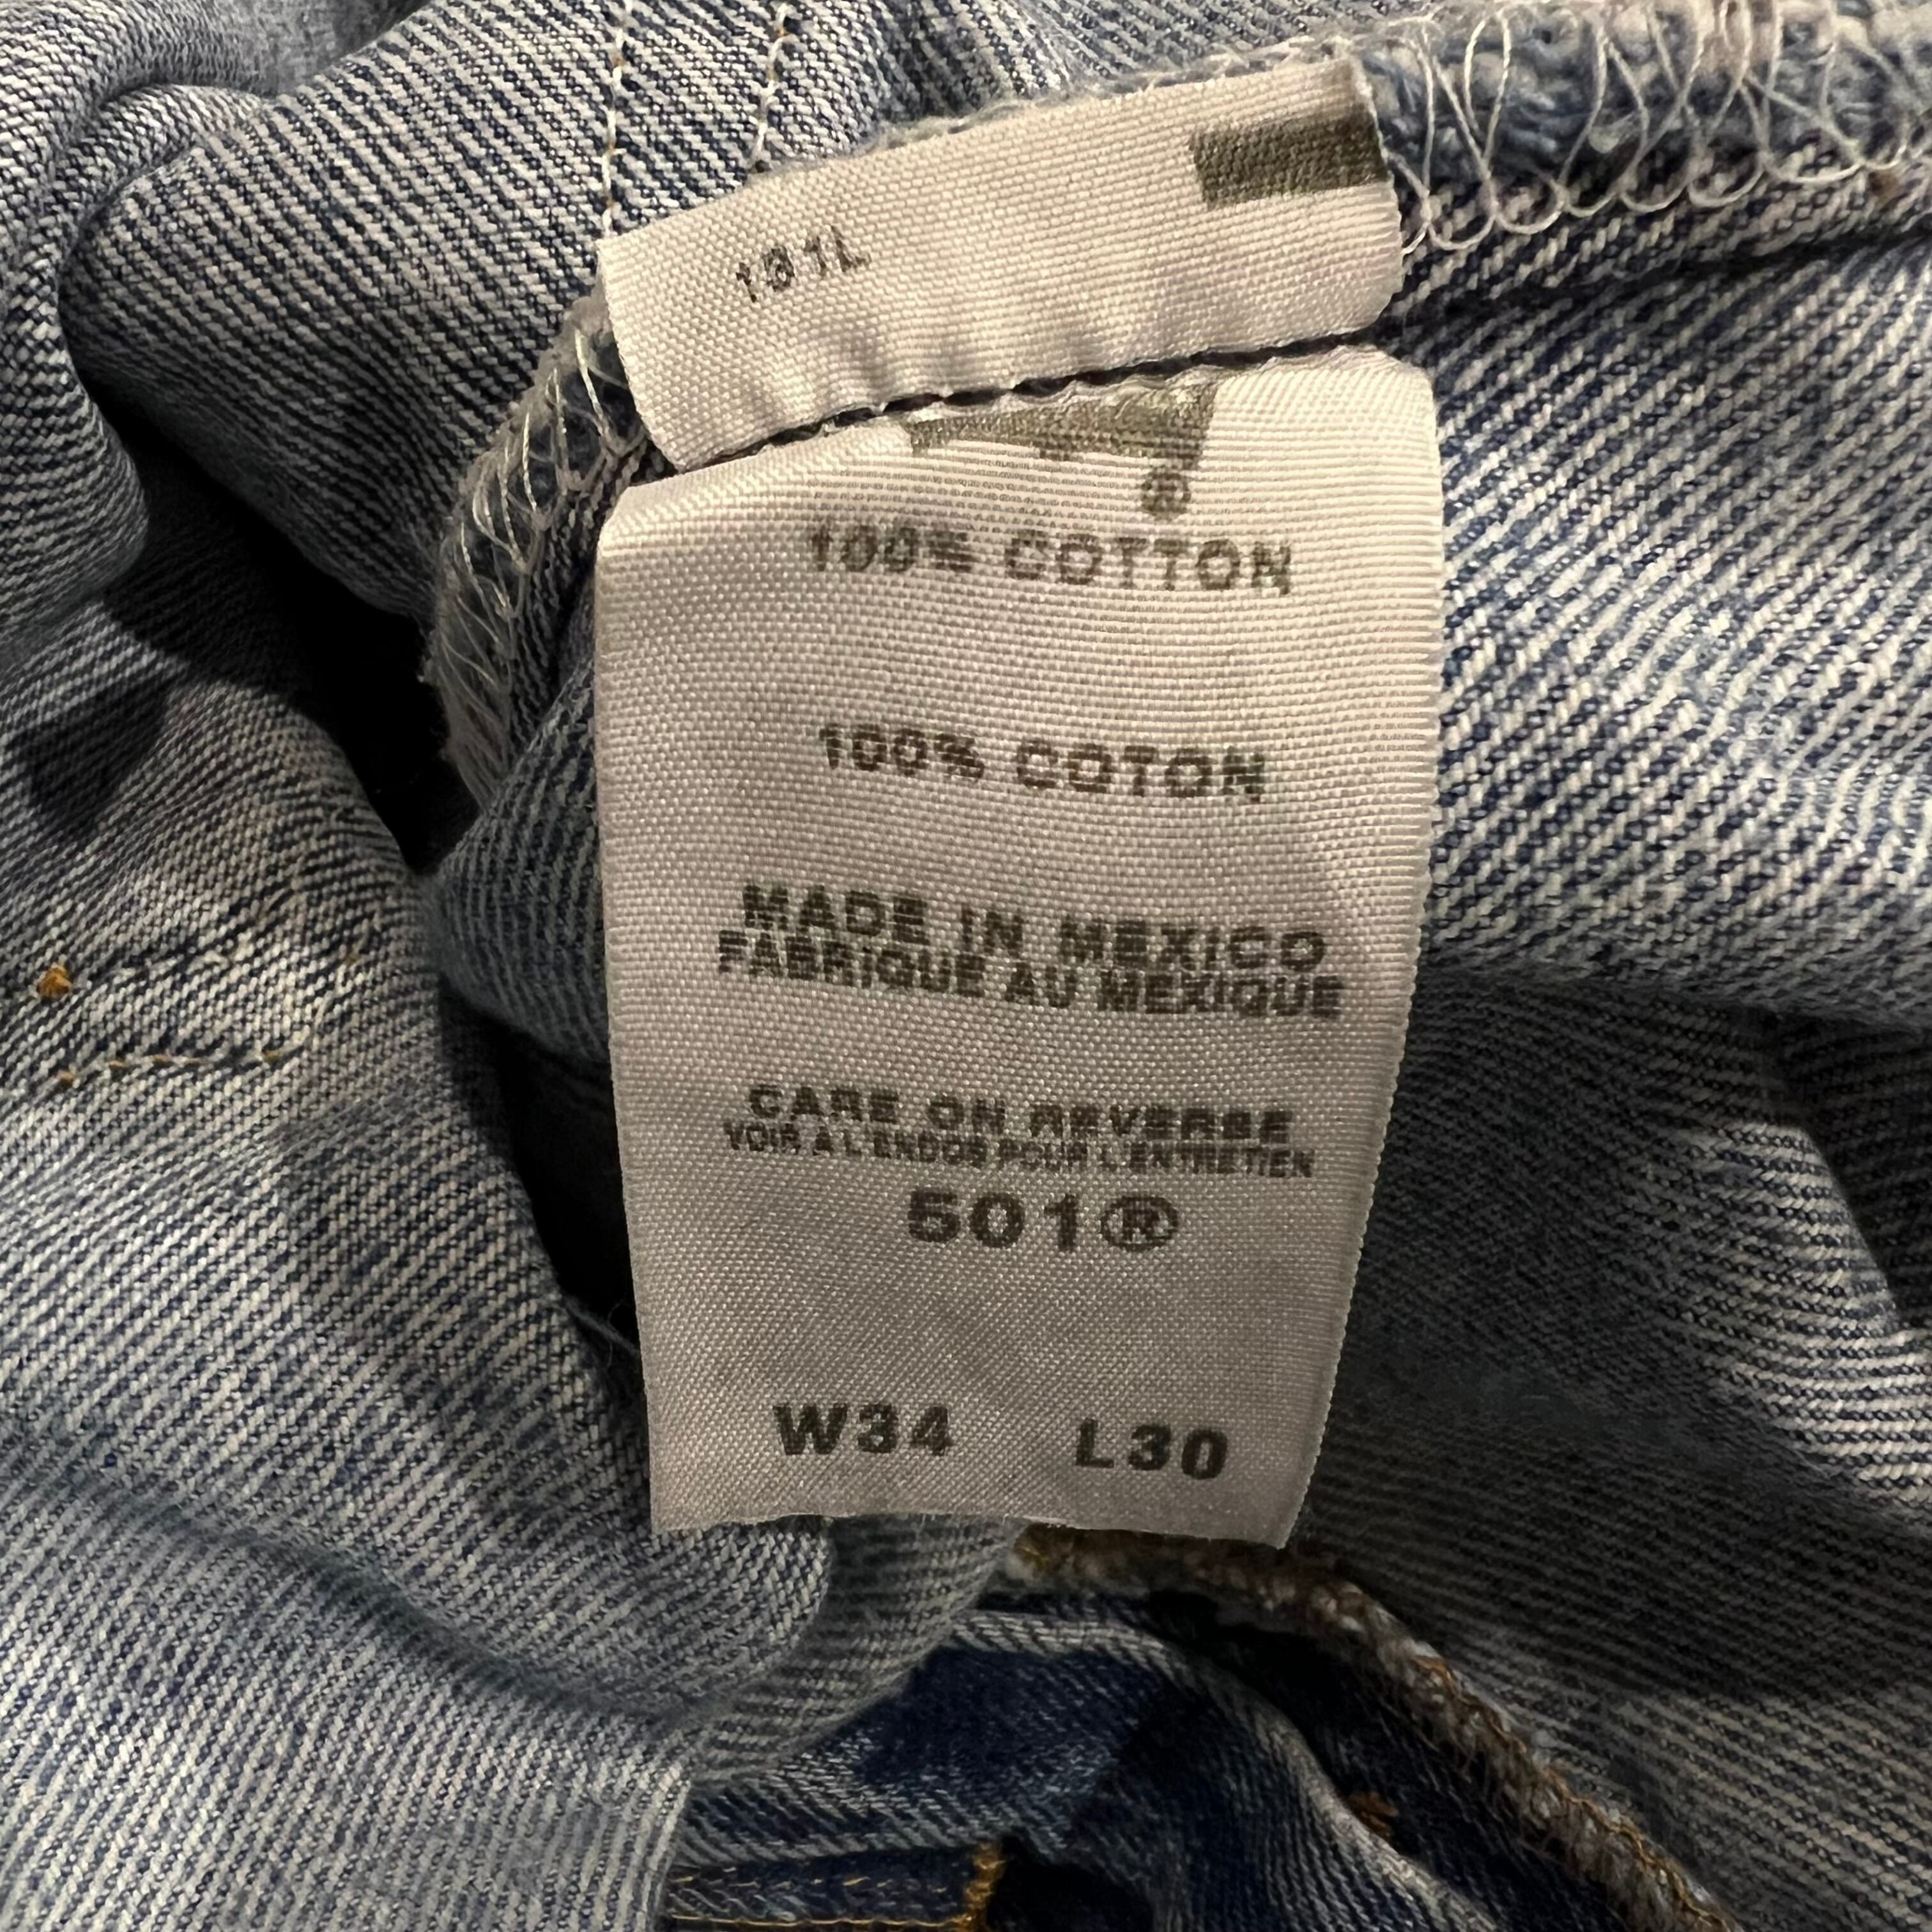 131L
®
100% COTTON
100% COTON
MADE IN MEXICO
FABRIQUE AU MEXIQUE
CARE ON REVERSE
VOIR A L'ENDOS POUR L'ENTRETIEN
501®
W34 L30